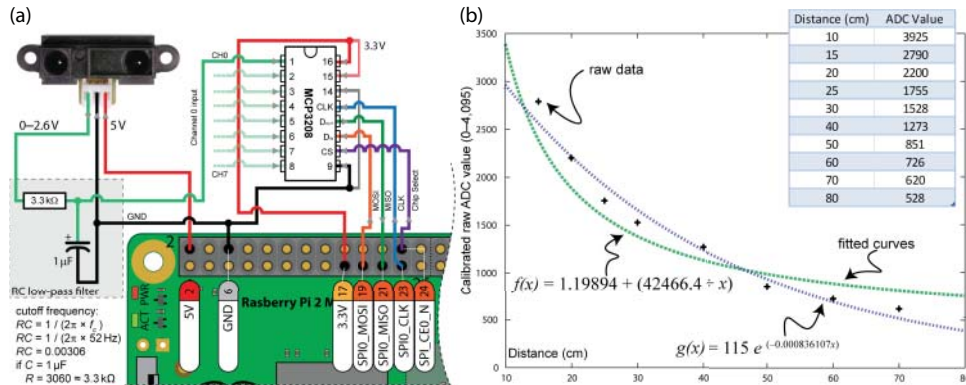 (a)
CH0
3.3V
1
2
3
4
5
6
7
8
16
15
14
CLK
Dout
Din
CS
9
MCP3208
Channel 0 input
CH7
0–2.6V
5V
3.3kΩ
GND
+
1μF
RC low-pass filter
MOSI
MISO
CLK
Chip Select
cutoff frequency:
RC = 1 / (2π × fc)
RC = 1 / (2π × 52Hz)
RC = 0.00306
if C = 1μF
R = 3060 ≈ 3.3kΩ
2
PWR
ACT
Rasberry Pi 2 M
2
5V
6
GND
17
3.3V
19
SPI0_MOSI
21
SPI0_MISO
23
SPI0_CLK
24
SPI_CE0_N
(b)
Calibrated raw ADC value (0–4,095)
3500
3000
2500
2000
1500
1000
500
0
raw data
fitted curves
f(x) = 1.19894 + (42466.4 ÷ x)
g(x) = 115 e (−0.000836107x)
Distance (cm)
10 20 30 40 50 60 70 80
Distance (cm) ADC Value
10 3925
15 2790
20 2200
25 1755
30 1528
40 1273
50 851
60 726
70 620
80 528